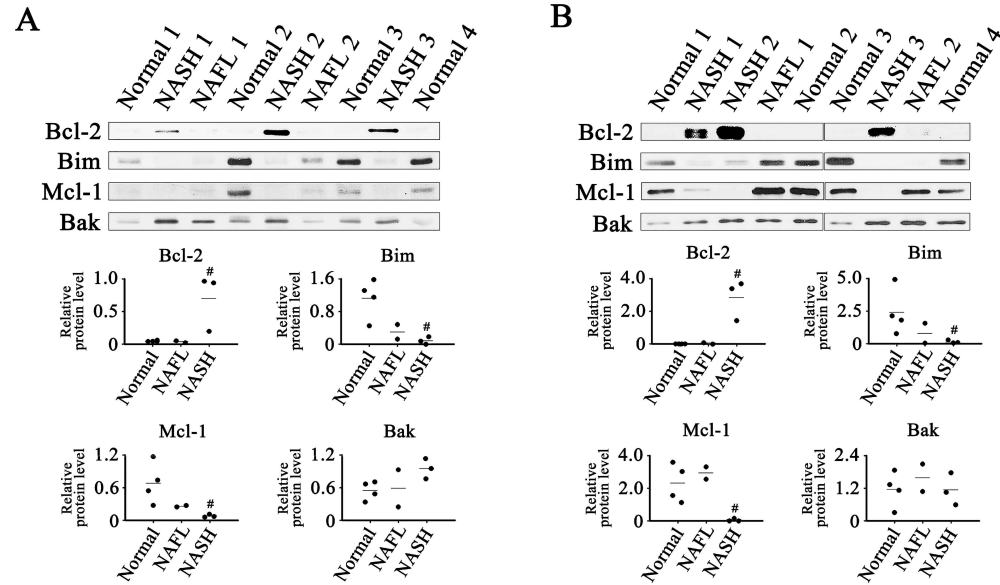 A
Normal 1 NASH 1 NAFL 1 Normal 2 NASH 2 NAFL 2 Normal 3 NASH 3 Normal 4
Bcl-2
Bim
Mcl-1
Bak
Bcl-2
Relative protein level
1.0
0.5
0
#
Normal NAFL NASH
Bim
Relative protein level
1.6
0.8
0
#
Normal NAFL NASH
Mcl-1
Relative protein level
1.2
0.6
0
#
Normal NAFL NASH
Bak
Relative protein level
1.2
0.6
0
Normal NAFL NASH
B
Normal 1 NASH 1 NASH 2 NAFL 1 Normal 2 Normal 3 NASH 3 NAFL 2 Normal 4
Bcl-2
Bim
Mcl-1
Bak
Bcl-2
Relative protein level
4.0
2.0
0
#
Normal NAFL NASH
Bim
Relative protein level
5.0
2.5
0
#
Normal NAFL NASH
Mcl-1
Relative protein level
4.0
2.0
0
#
Normal NAFL NASH
Bak
Relative protein level
2.4
1.2
0
Normal NAFL NASH